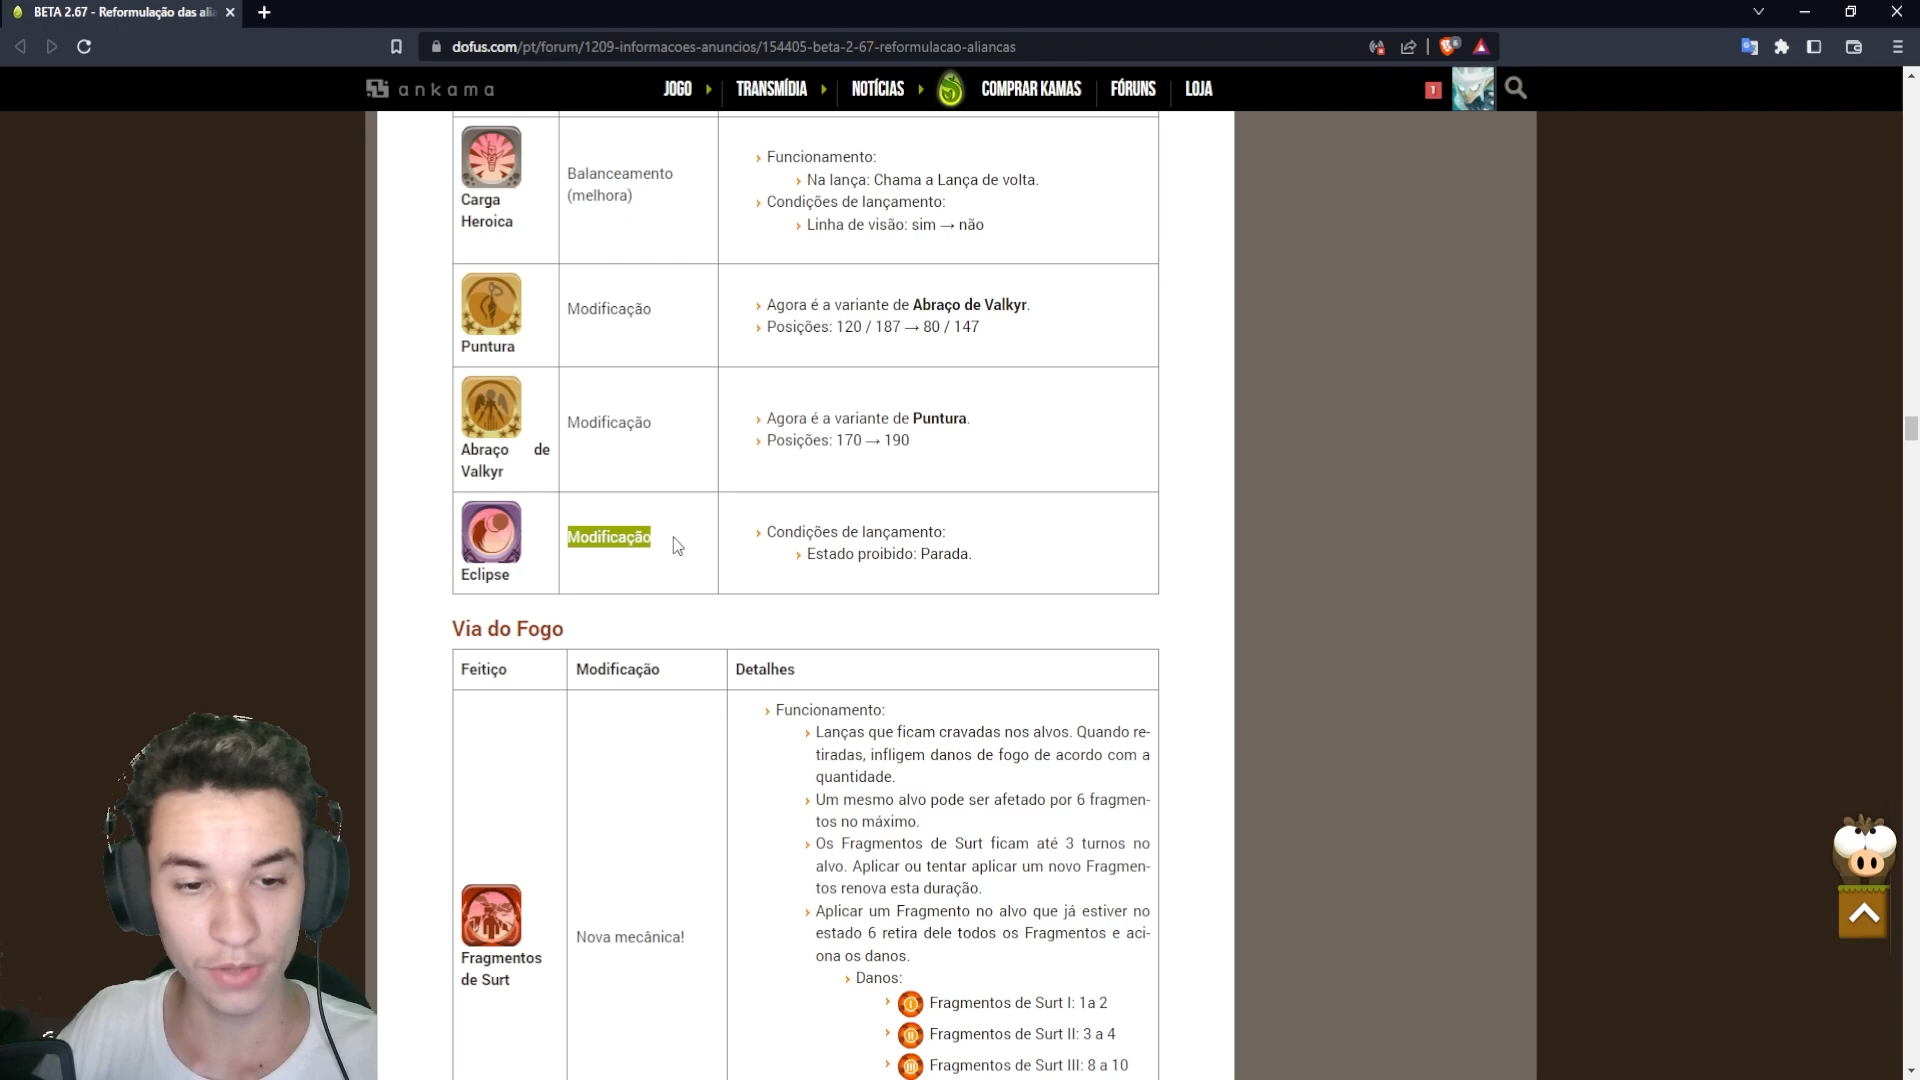 BETA 2.67 - Reformulação das alia
dofus.com/pt/forum/1209-informacoes-anuncios/154405-beta-2-67-reformulacao-aliancas
ankama
JOGO
TRANSMÍDIA
NOTÍCIAS
COMPRAR KAMAS
FÓRUNS
LOJA
1
Carga
Heroica
Balanceamento
(melhora)
Funcionamento:
Na lança: Chama a Lança de volta.
Condições de lançamento:
Linha de visão: sim → não
Puntura
Modificação
Agora é a variante de Abraço de Valkyr.
Posições: 120 / 187 → 80 / 147
Abraço de
Valkyr
Modificação
Agora é a variante de Puntura.
Posições: 170 → 190
Eclipse
Modificação
Condições de lançamento:
Estado proibido: Parada.
Via do Fogo
Feitiço Modificação Detalhes
Fragmentos
de Surt
Nova mecânica!
Funcionamento:
Lanças que ficam cravadas nos alvos. Quando re-
tiradas, infligem danos de fogo de acordo com a
quantidade.
Um mesmo alvo pode ser afetado por 6 fragmen-
tos no máximo.
Os Fragmentos de Surt ficam até 3 turnos no
alvo. Aplicar ou tentar aplicar um novo Fragmen-
tos renova esta duração.
Aplicar um Fragmento no alvo que já estiver no
estado 6 retira dele todos os Fragmentos e aci-
ona os danos.
Danos:
I Fragmentos de Surt I: 1a 2
II Fragmentos de Surt II: 3 a 4
III Fragmentos de Surt III: 8 a 10